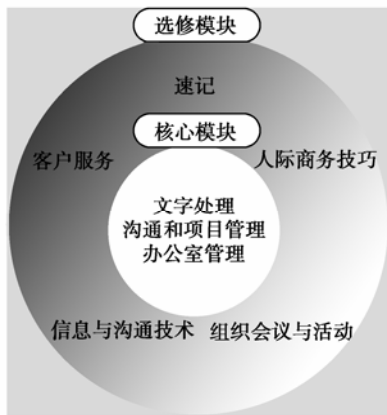 选修模块
速记
核心模块
客户服务
人际商务技巧
文字处理
沟通和项目管理
办公室管理
信息与沟通技术
组织会议与活动